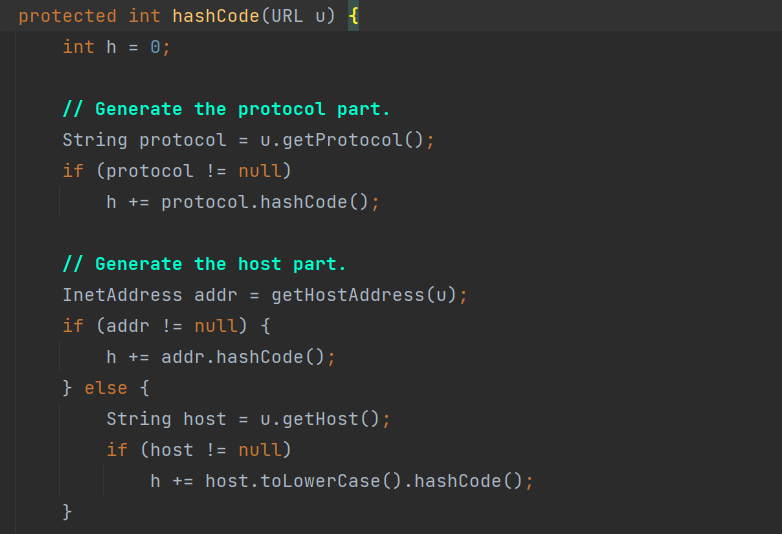 protected int hashCode(URL u) {
    int h = 0;

    // Generate the protocol part.
    String protocol = u.getProtocol();
    if (protocol != null)
        h += protocol.hashCode();

    // Generate the host part.
    InetAddress addr = getHostAddress(u);
    if (addr != null) {
        h += addr.hashCode();
    } else {
        String host = u.getHost();
        if (host != null)
            h += host.toLowerCase().hashCode();
    }